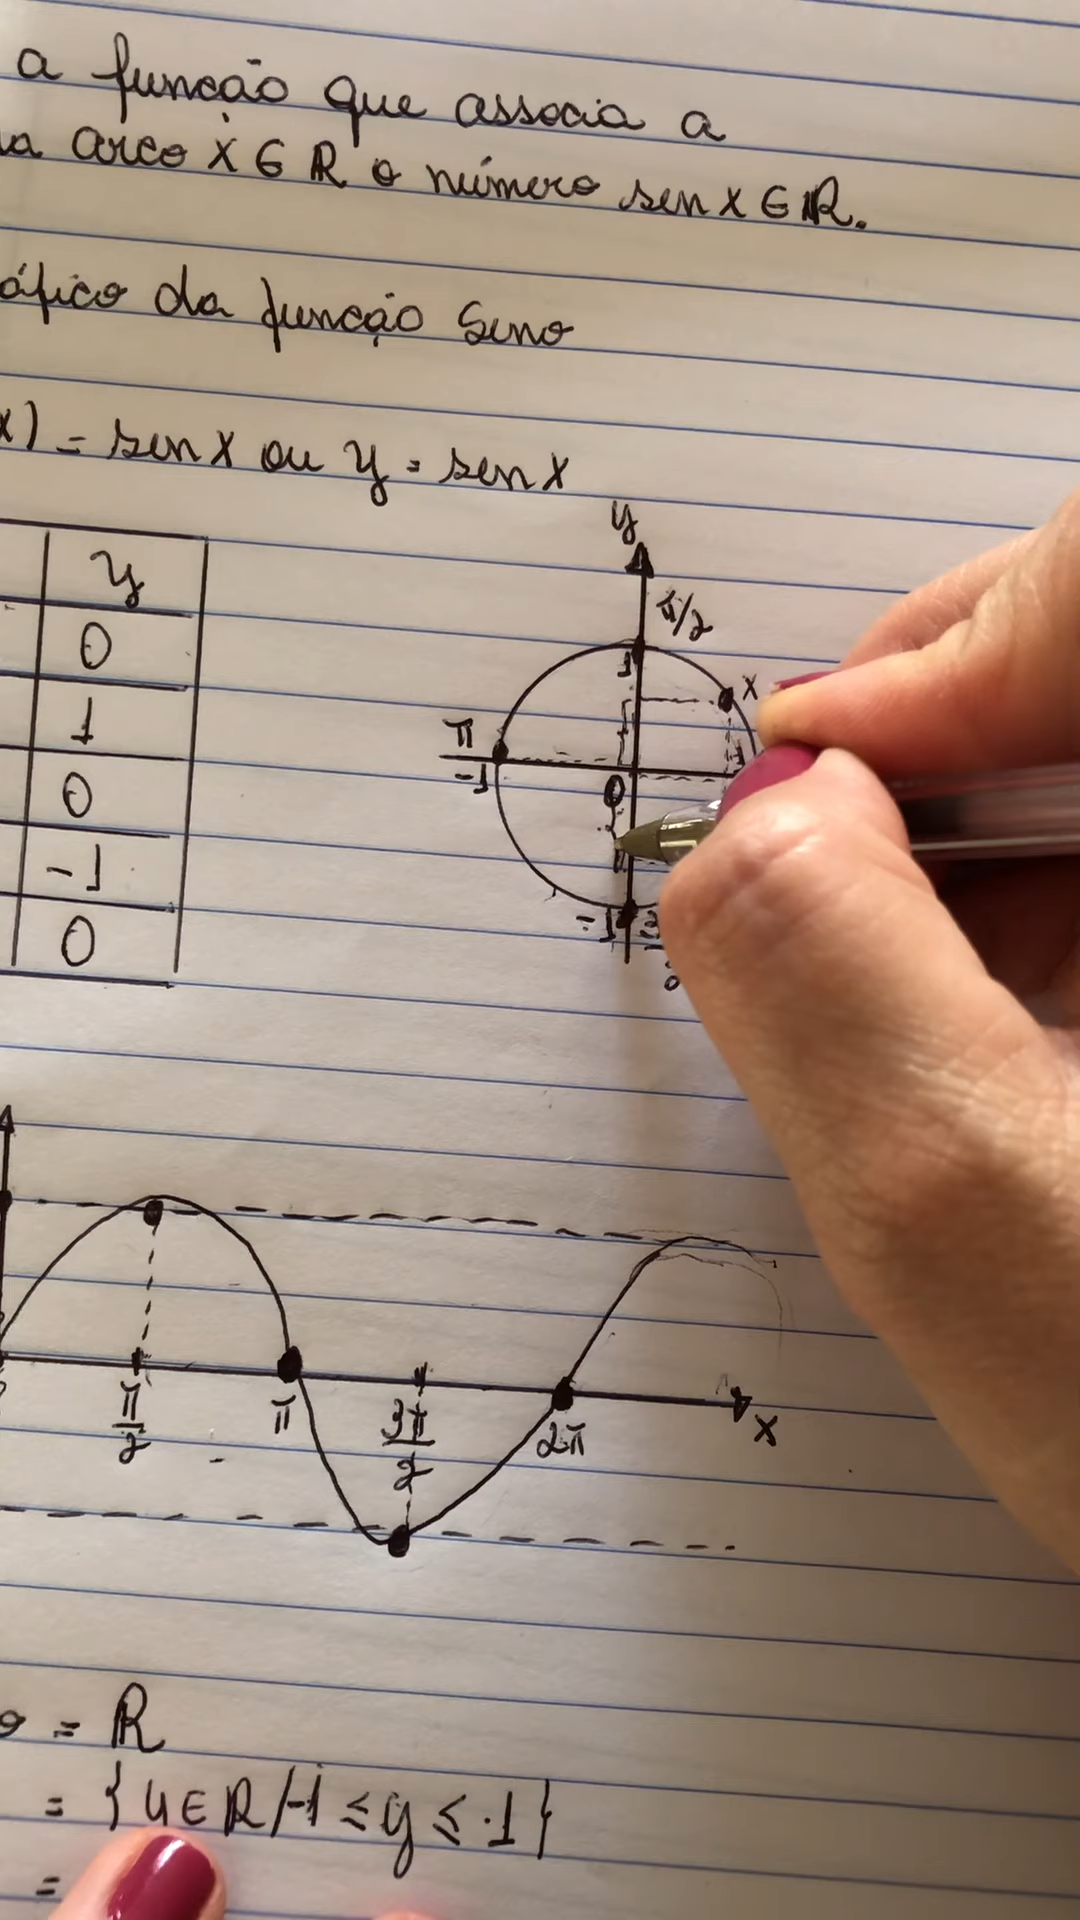 a função que associa a
arco x ∈ R o número sen x ∈ R.
da função Seno
x) = sen x ou y = sen x
y
y
π/2
0
1
x
1
π
-1
0
0
-1
-1
0
π/2
π
3π/2
2π
x
= R
= {y ∈ R/-1 ≤ y ≤ 1}
=